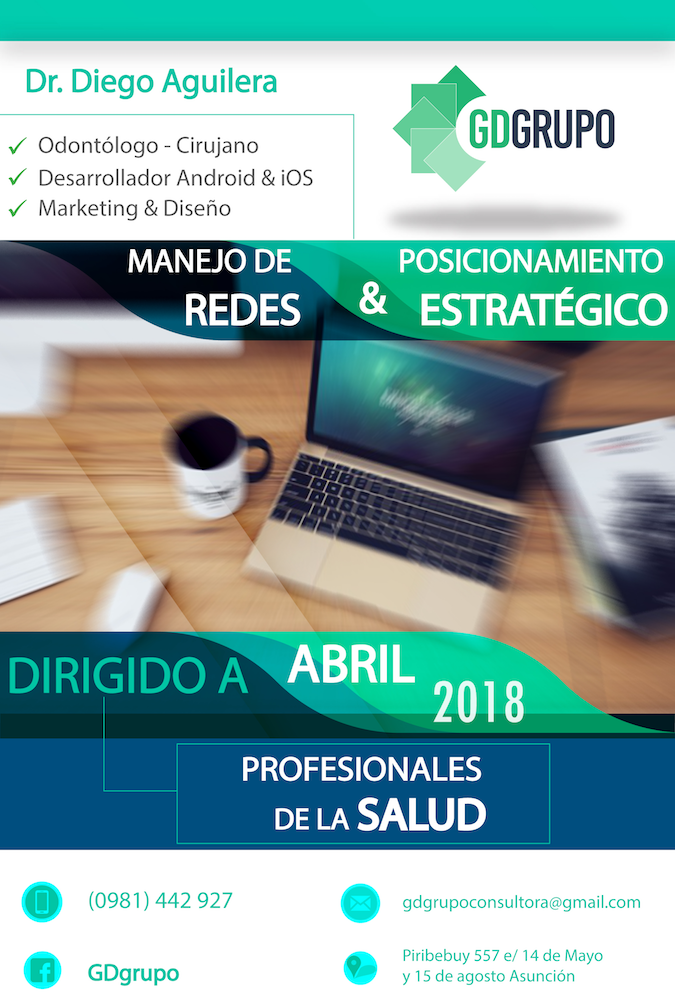 Dr. Diego Aguilera
GDGRUPO
Odontólogo - Cirujano
Desarrollador Android & iOS
Marketing & Diseño
MANEJO DE
REDES
&
POSICIONAMIENTO
ESTRATÉGICO
DIRIGIDO A
ABRIL
2018
PROFESIONALES
DE LA SALUD
(0981) 442 927
gdgrupoconsultora@gmail.com
GDgrupo
Piribebuy 557 e/ 14 de Mayo
y 15 de agosto Asunción